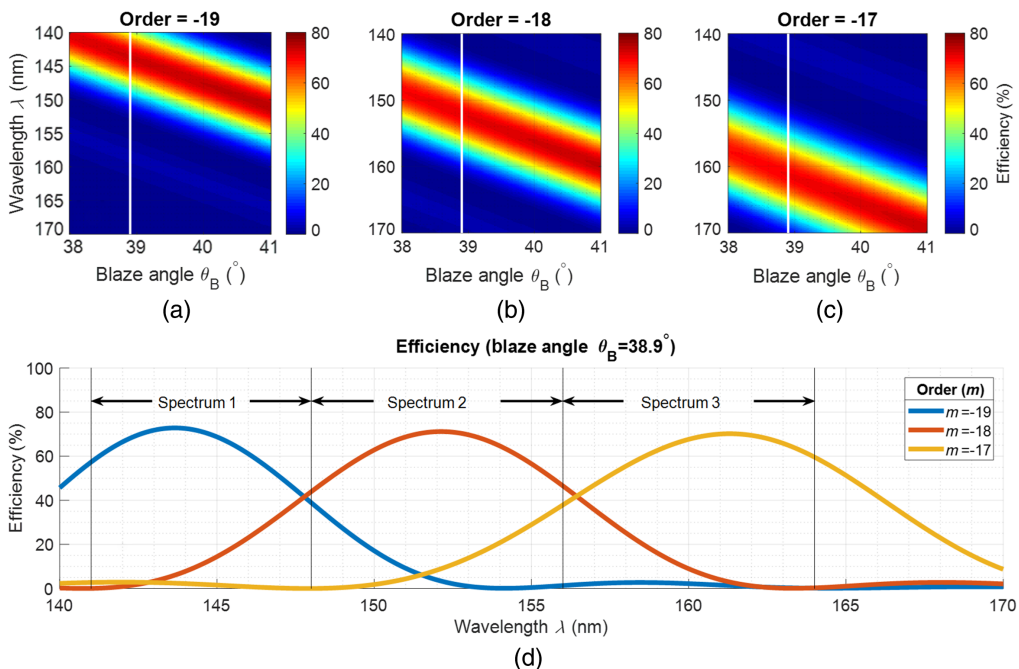 Order = -19
140
145
150
155
160
165
170
Wavelength λ (nm)
38
39
40
41
Blaze angle θB (°)
80
60
40
20
0
(a)
Order = -18
140
150
160
170
38
39
40
41
Blaze angle θB (°)
80
60
40
20
0
(b)
Order = -17
140
150
160
170
38
39
40
41
Blaze angle θB (°)
80
60
40
20
0
Efficiency (%)
(c)
Efficiency (blaze angle θB=38.9°)
100
80
60
40
20
0
Efficiency (%)
Spectrum 1
Spectrum 2
Spectrum 3
Order (m)
m=-19
m=-18
m=-17
140
145
150
155
160
165
170
Wavelength λ (nm)
(d)